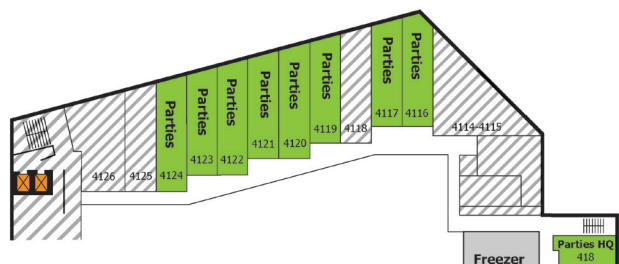 Parties
4116
Parties
4117
4118
Parties
4119
Parties
4120
Parties
4121
Parties
4122
Parties
4123
Parties
4124
4125
4126
4114-4115
Parties HQ
418
Freezer